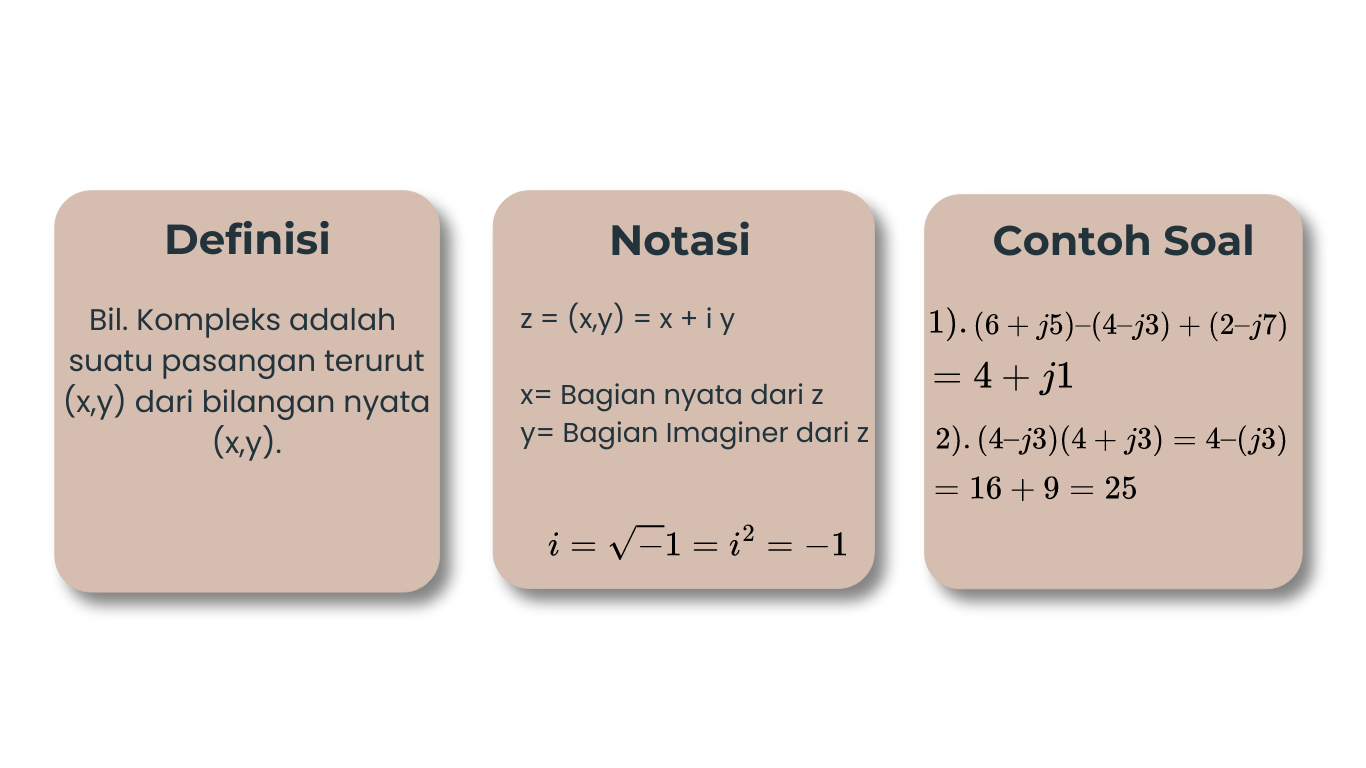 Definisi
Bil. Kompleks adalah
suatu pasangan terurut
(x,y) dari bilangan nyata
(x,y).
Notasi
z = (x,y) = x + i y
x= Bagian nyata dari z
y= Bagian Imaginer dari z
i = √−1 = i² = −1
Contoh Soal
1). (6 + j5)–(4–j3) + (2–j7)
= 4 + j1
2). (4–j3)(4 + j3) = 4–(j3)
= 16 + 9 = 25